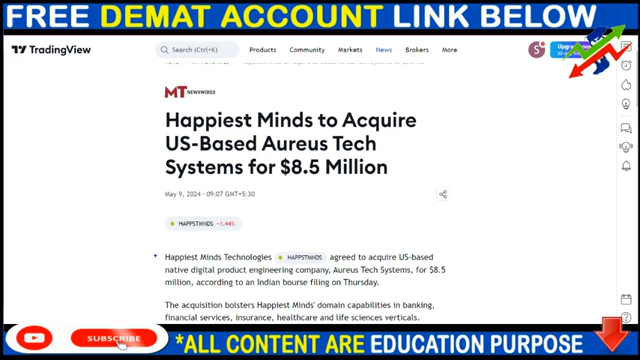 FREE DEMAT ACCOUNT LINK BELOW
TradingView
Search (Ctrl+K)
Products
Community
Markets
News
Brokers
More
S
MT NEWSWIRES
Happiest Minds to Acquire
US-Based Aureus Tech
Systems for $8.5 Million
May 9, 2024 • 09:07 GMT+5:30
HAPPSTMNDS −1.44%
Happiest Minds Technologies HAPPSTMNDS agreed to acquire US-based
native digital product engineering company, Aureus Tech Systems, for $8.5
million, according to an Indian bourse filing on Thursday.
The acquisition bolsters Happiest Minds' domain capabilities in banking,
financial services, insurance, healthcare and life sciences verticals.
SUBSCRIBE
*ALL CONTENT ARE EDUCATION PURPOSE